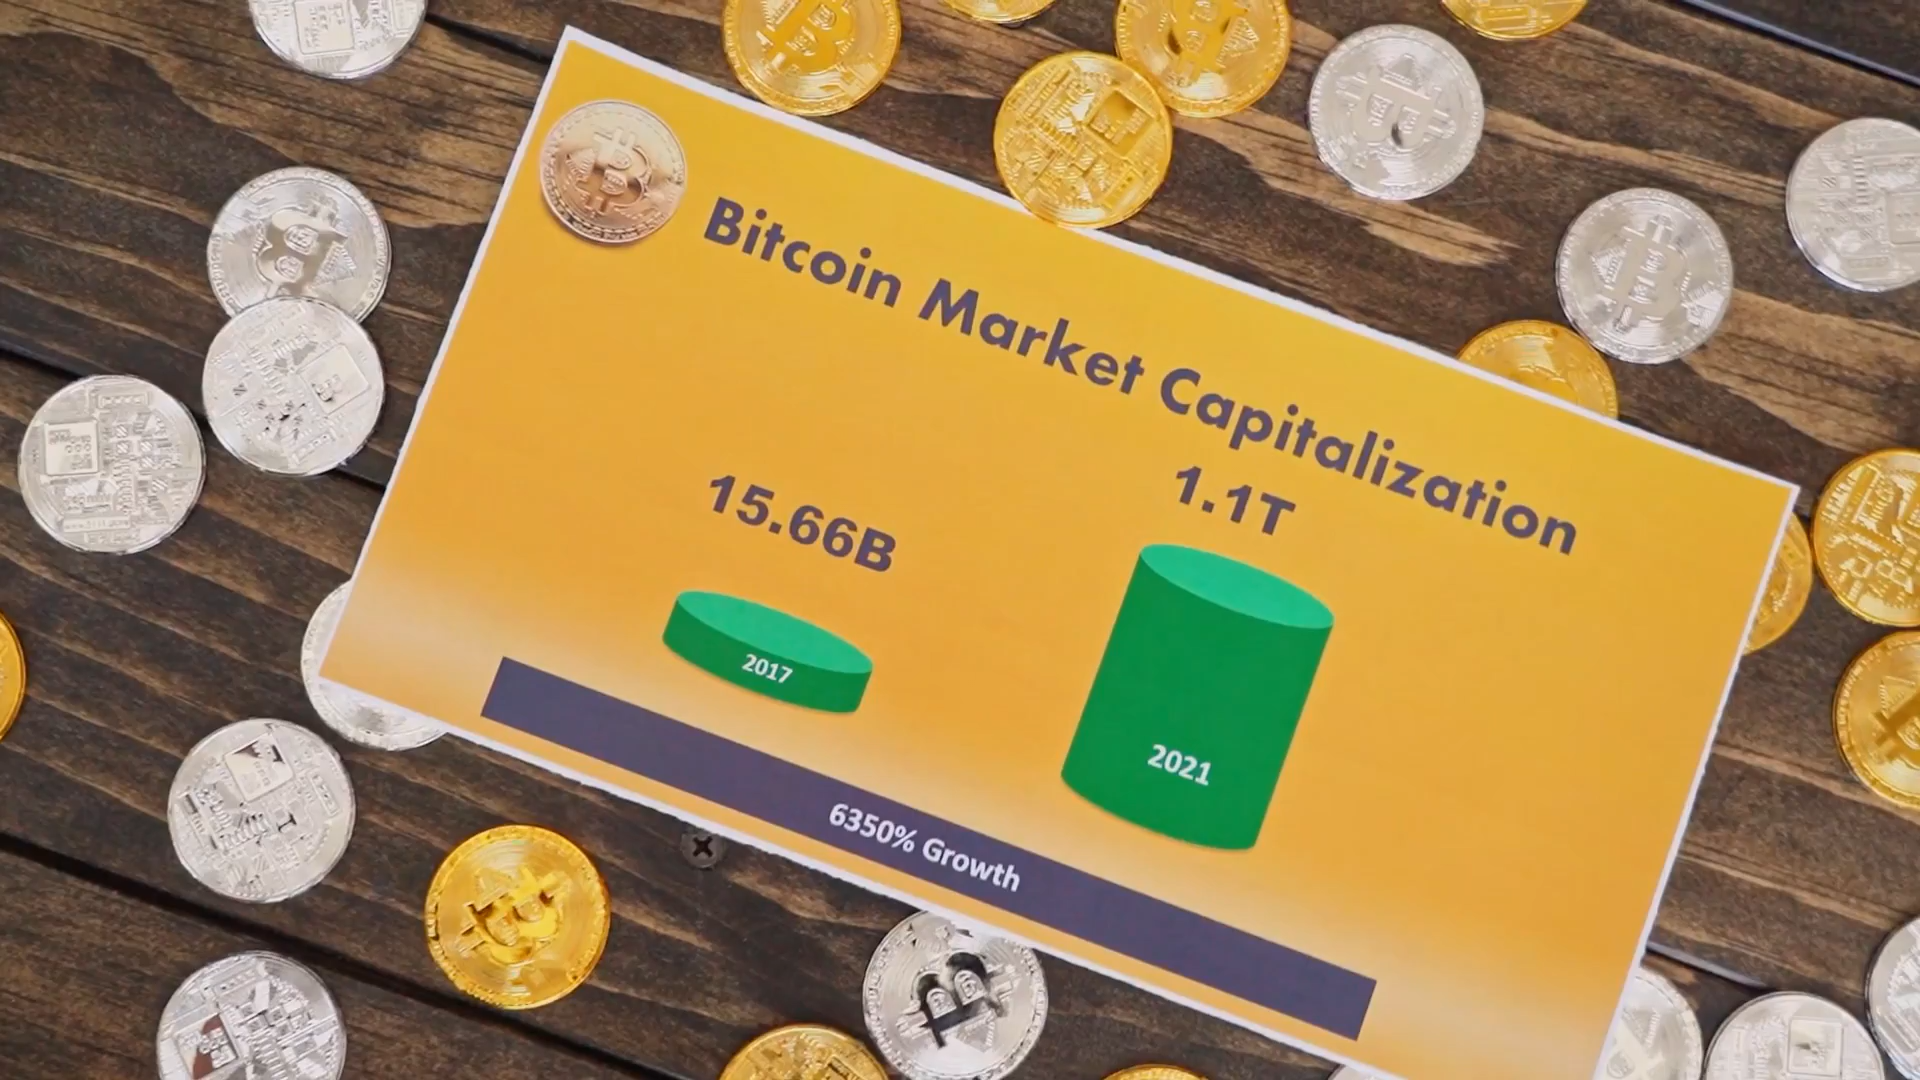 Bitcoin Market Capitalization
15.66B
1.1T
2017
2021
6350% Growth